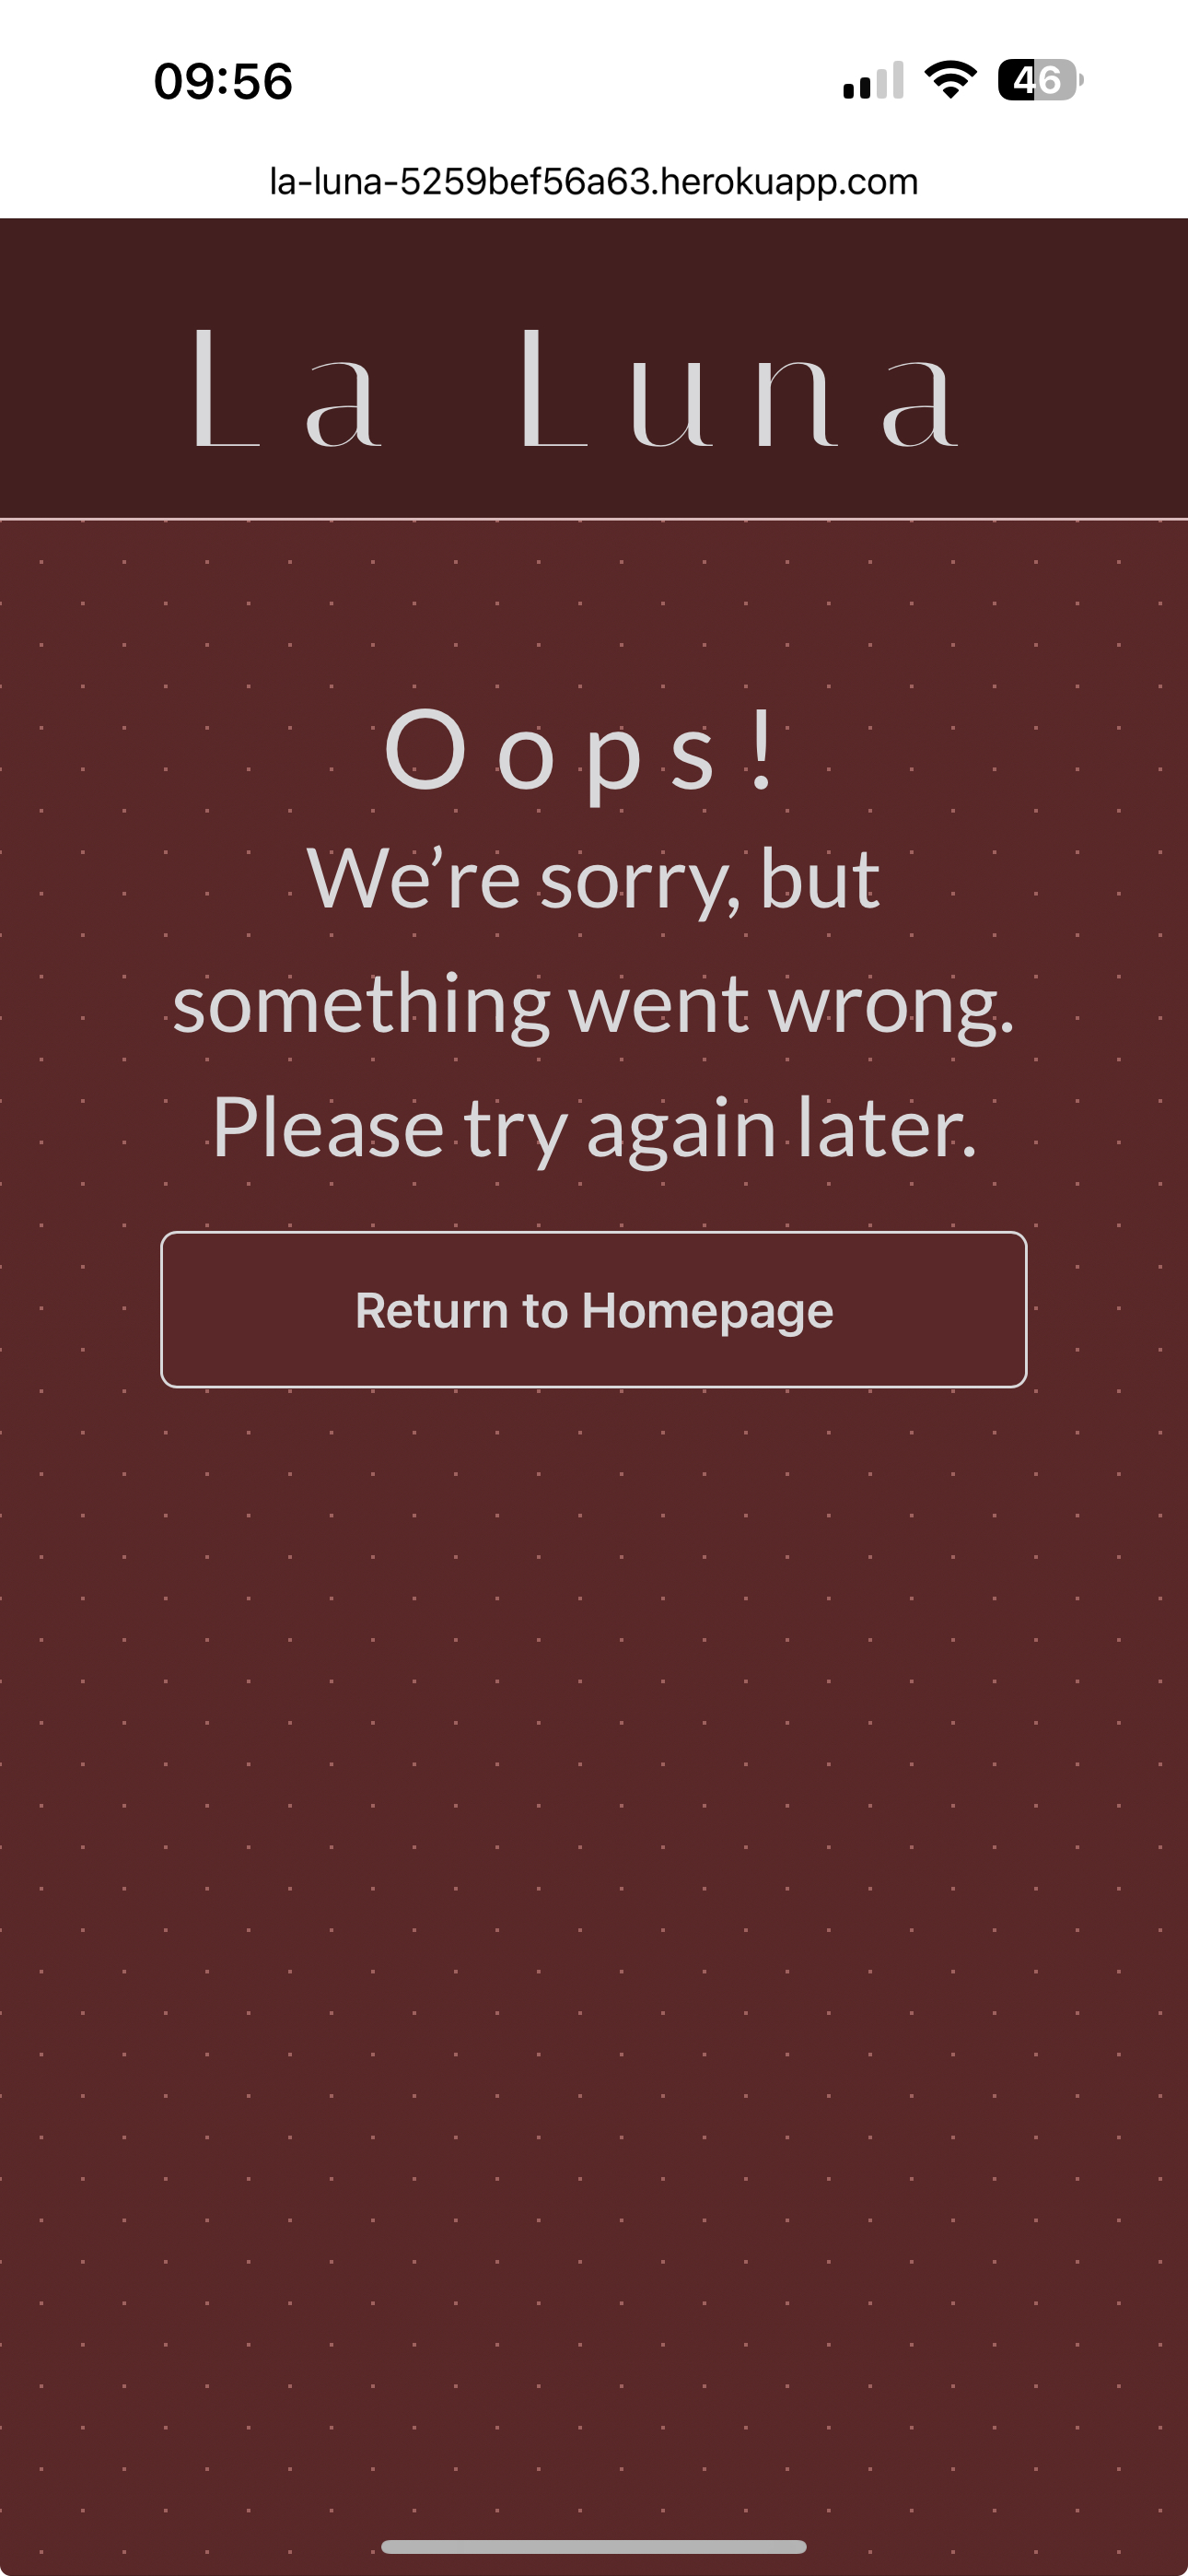 09:56
46
la-luna-5259bef56a63.herokuapp.com
La Luna
Oops!
We’re sorry, but
something went wrong.
Please try again later.
Return to Homepage